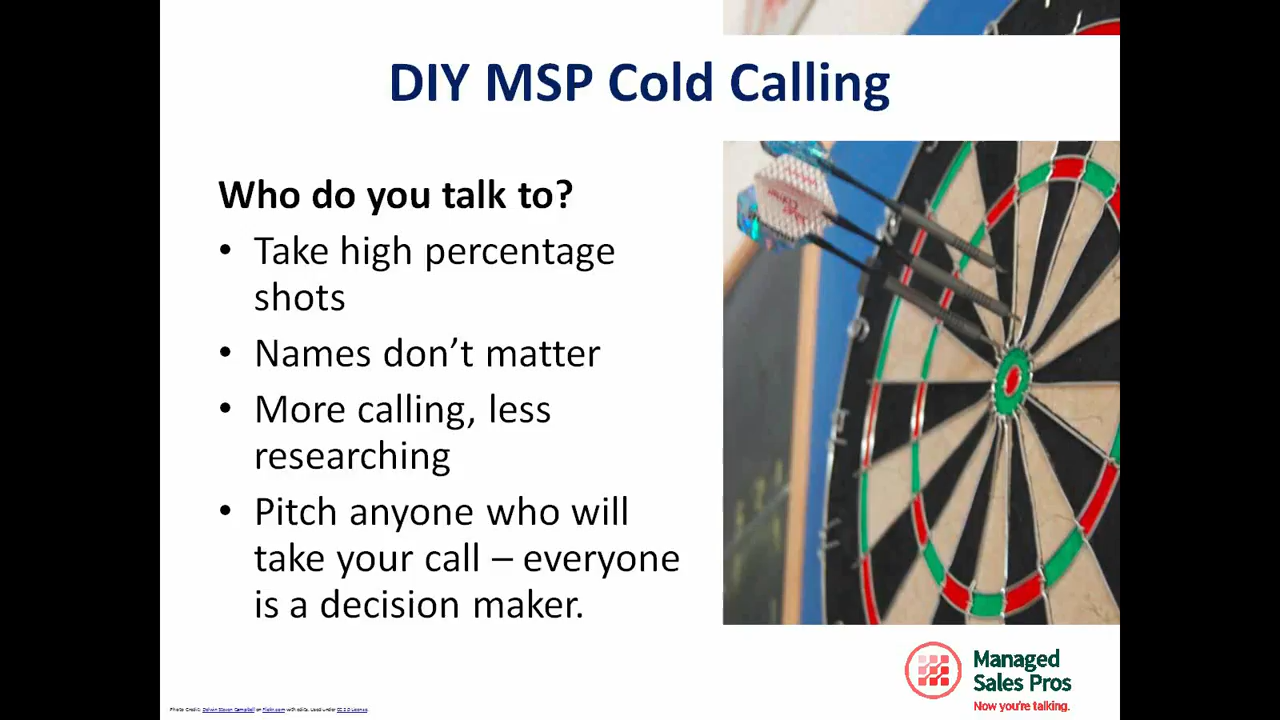 DIY MSP Cold Calling
Who do you talk to?
• Take high percentage
shots
• Names don’t matter
• More calling, less
researching
• Pitch anyone who will
take your call – everyone
is a decision maker.
Managed
Sales Pros
Now you're talking.